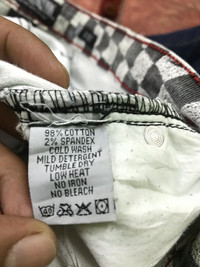 98% COTTON
2% SPANDEX
COLD WASH
MILD DETERGENT
TUMBLE DRY
LOW HEAT
NO IRON
NO BLEACH